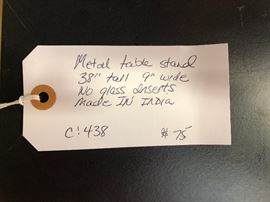 Metal table stand
38" tall 9" wide
No glass Inserts
Made IN INDIA
C! 438 $75